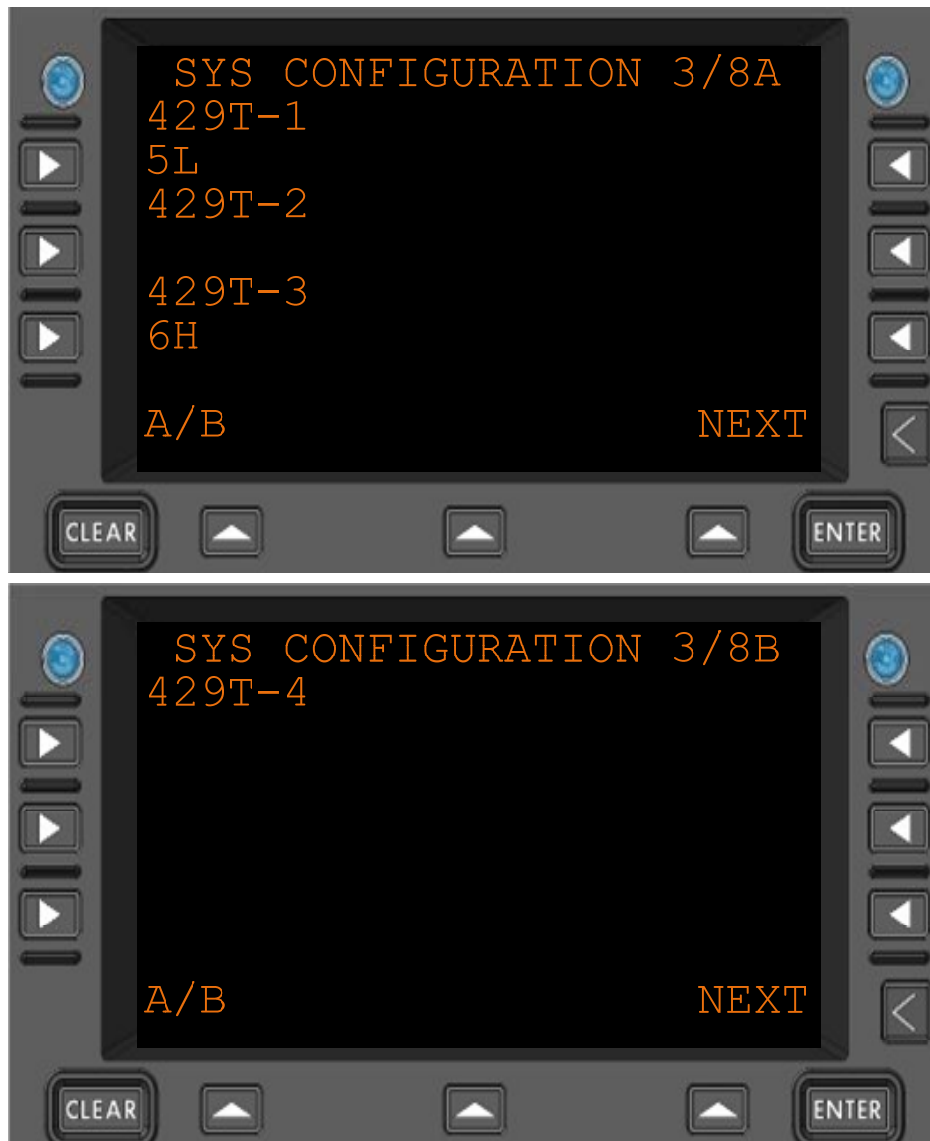 SYS CONFIGURATION 3/8A
429T-1
5L
429T-2
429T-3
6H
A/B NEXT
CLEAR ENTER
SYS CONFIGURATION 3/8B
429T-4
A/B NEXT
CLEAR ENTER